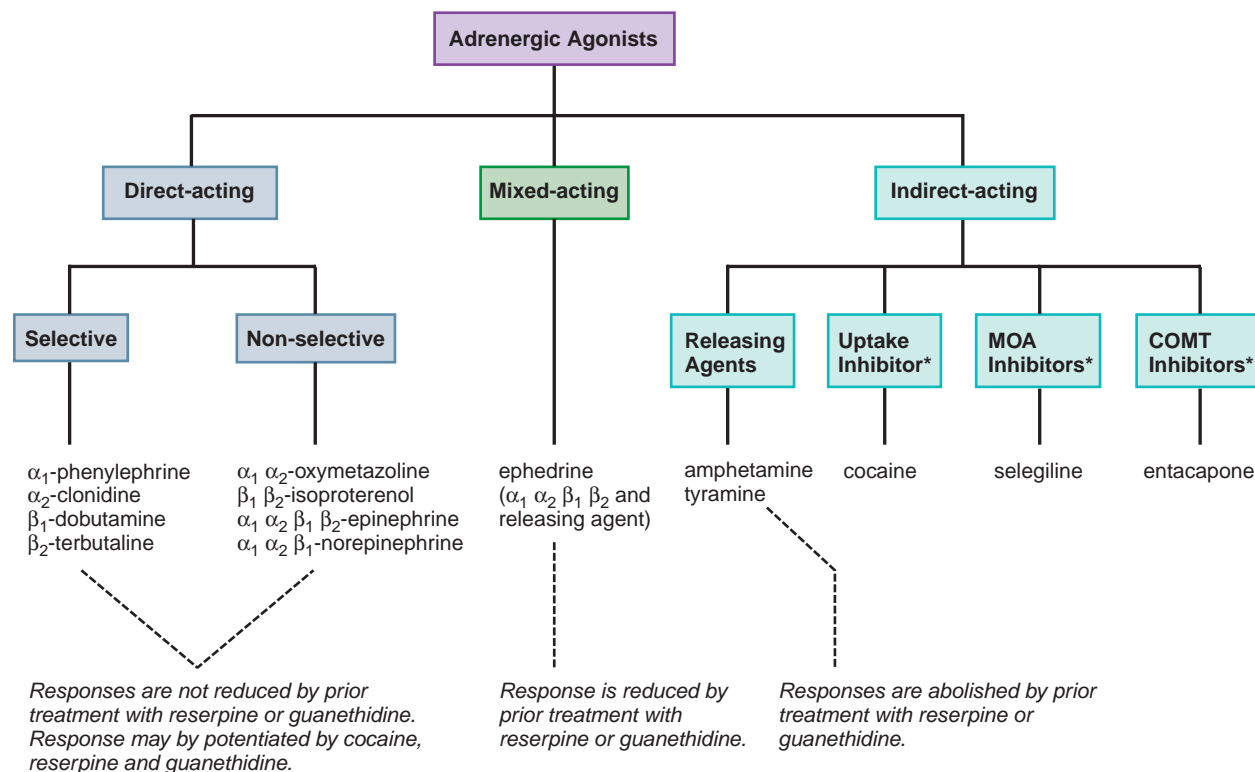 Adrenergic Agonists
Direct-acting
Mixed-acting
Indirect-acting
Selective
Non-selective
Releasing
Agents
Uptake
Inhibitor*
MOA
Inhibitors*
COMT
Inhibitors*
α1-phenylephrine
α2-clonidine
β1-dobutamine
β2-terbutaline
α1 α2-oxymetazoline
β1 β2-isoproterenol
α1 α2 β1 β2-epinephrine
α1 α2 β1-norepinephrine
ephedrine
(α1 α2 β1 β2 and
releasing agent)
amphetamine
tyramine
cocaine
selegiline
entacapone
Responses are not reduced by prior
treatment with reserpine or guanethidine.
Response may by potentiated by cocaine,
reserpine and guanethidine.
Response is reduced by
prior treatment with
reserpine or guanethidine.
Responses are abolished by prior
treatment with reserpine or
guanethidine.